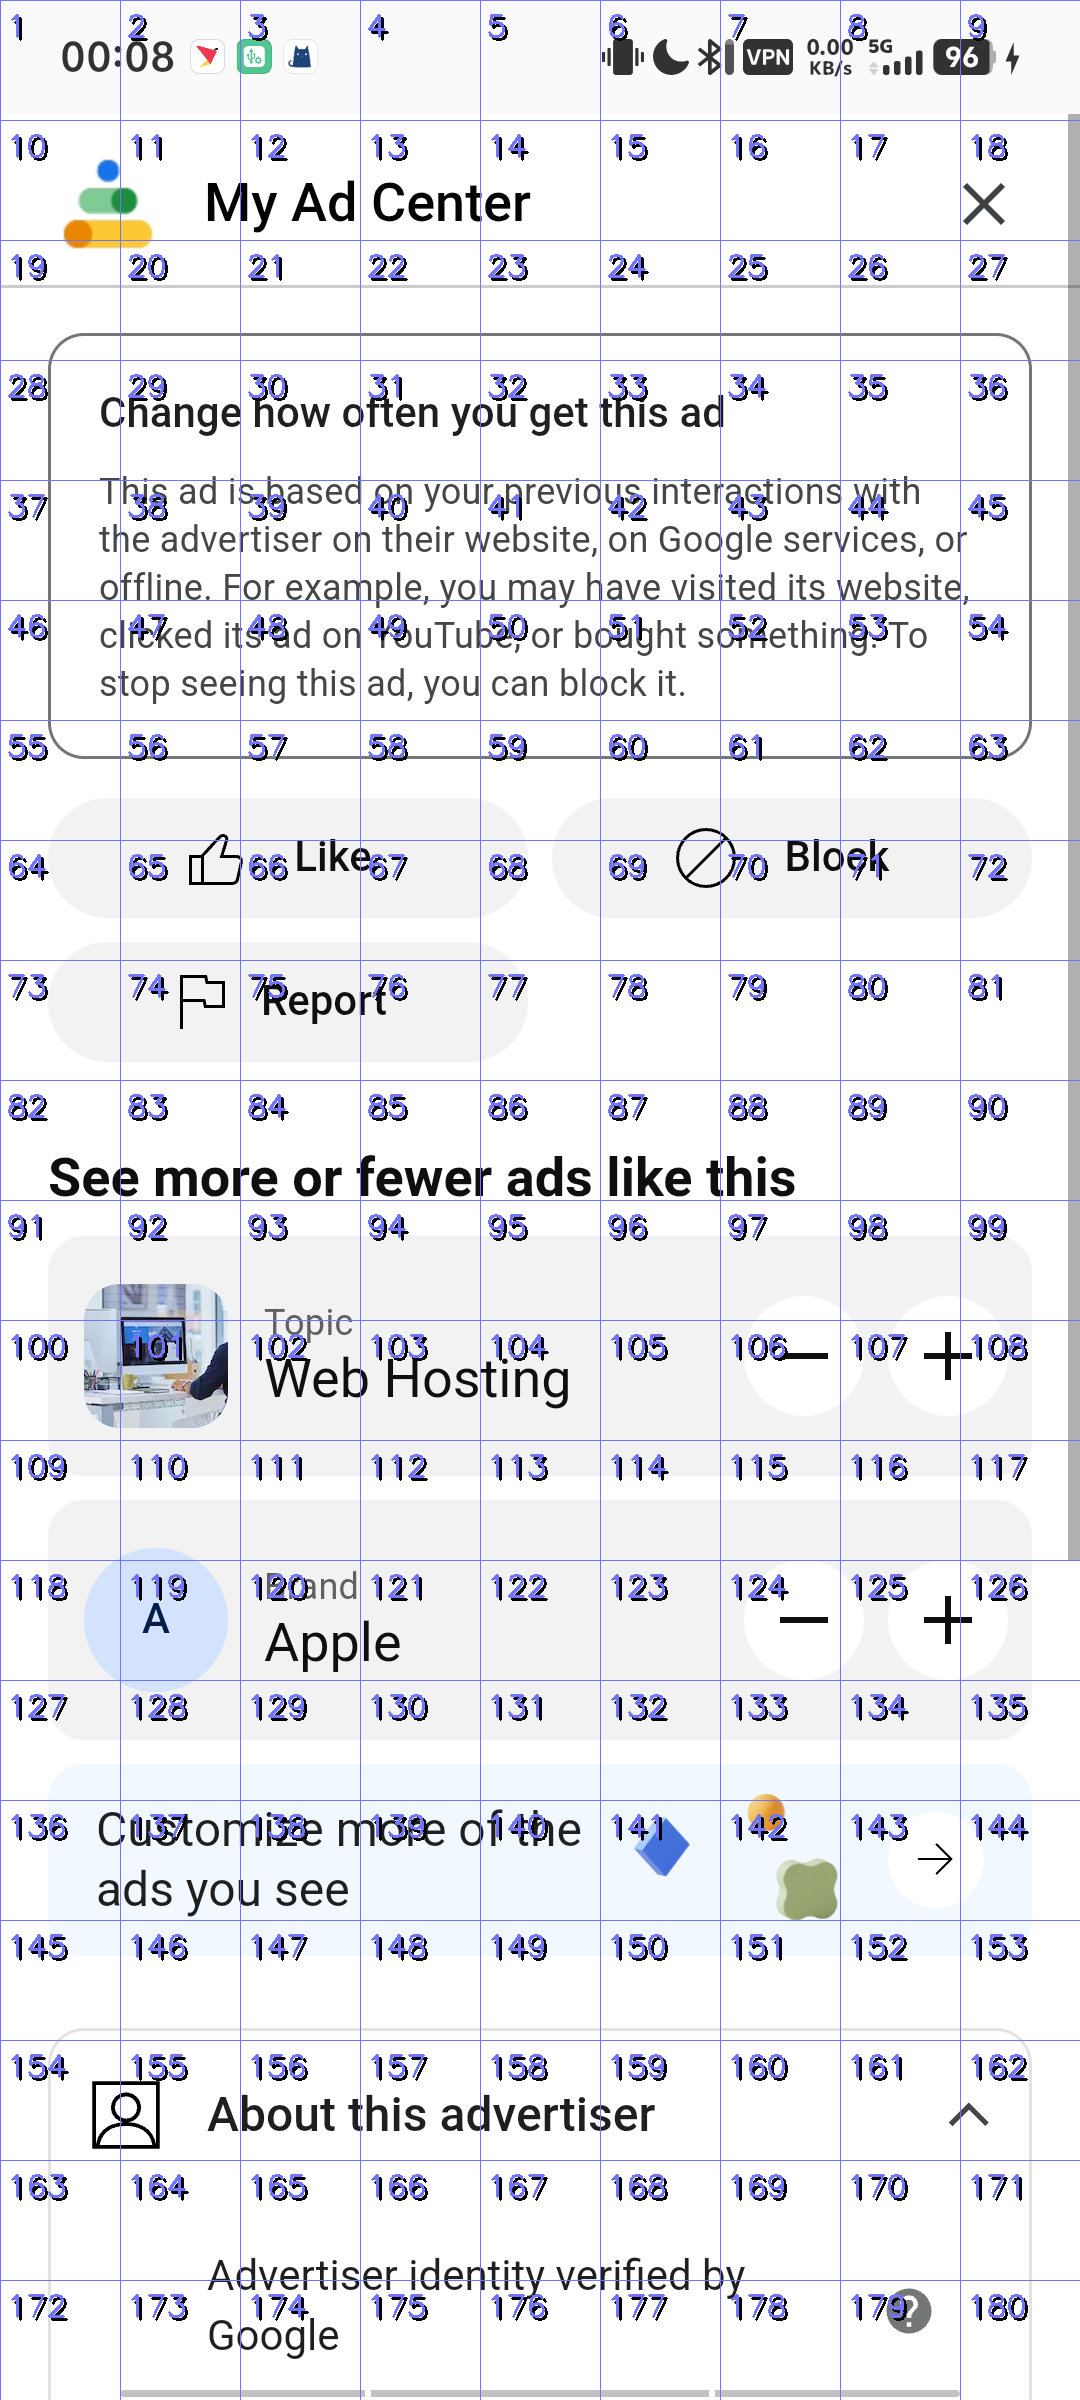 00:08 VPN 0.00 KB/s 5G 96
My Ad Center
Change how often you get this ad
This ad is based on your previous interactions with
the advertiser on their website, on Google services, or
offline. For example, you may have visited its website,
clicked its ad on YouTube, or bought something. To
stop seeing this ad, you can block it.
Like
Block
Report
See more or fewer ads like this
Topic
Web Hosting
A
Brand
Apple
Customize more of the
ads you see
About this advertiser
Advertiser identity verified by
Google
1 2 3 4 5 6 7 8 9
10 11 12 13 14 15 16 17 18
19 20 21 22 23 24 25 26 27
28 29 30 31 32 33 34 35 36
37 38 39 40 41 42 43 44 45
46 47 48 49 50 51 52 53 54
55 56 57 58 59 60 61 62 63
64 65 66 67 68 69 70 71 72
73 74 75 76 77 78 79 80 81
82 83 84 85 86 87 88 89 90
91 92 93 94 95 96 97 98 99
100 101 102 103 104 105 106 107 108
109 110 111 112 113 114 115 116 117
118 119 120 121 122 123 124 125 126
127 128 129 130 131 132 133 134 135
136 137 138 139 140 141 142 143 144
145 146 147 148 149 150 151 152 153
154 155 156 157 158 159 160 161 162
163 164 165 166 167 168 169 170 171
172 173 174 175 176 177 178 179 180